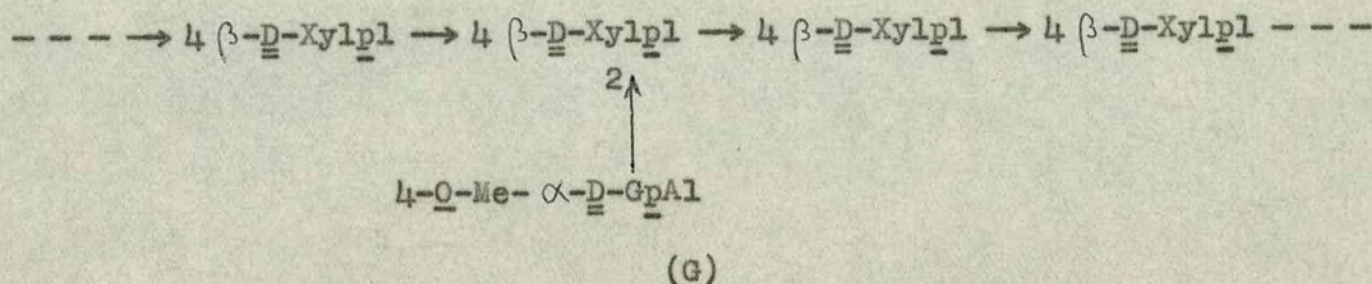 - - - → 4 β-D-Xylp1 → 4 β-D-Xylp1 → 4 β-D-Xylp1 → 4 β-D-Xylp1 - - -
2
4-O-Me- α-D-GpA1
(G)